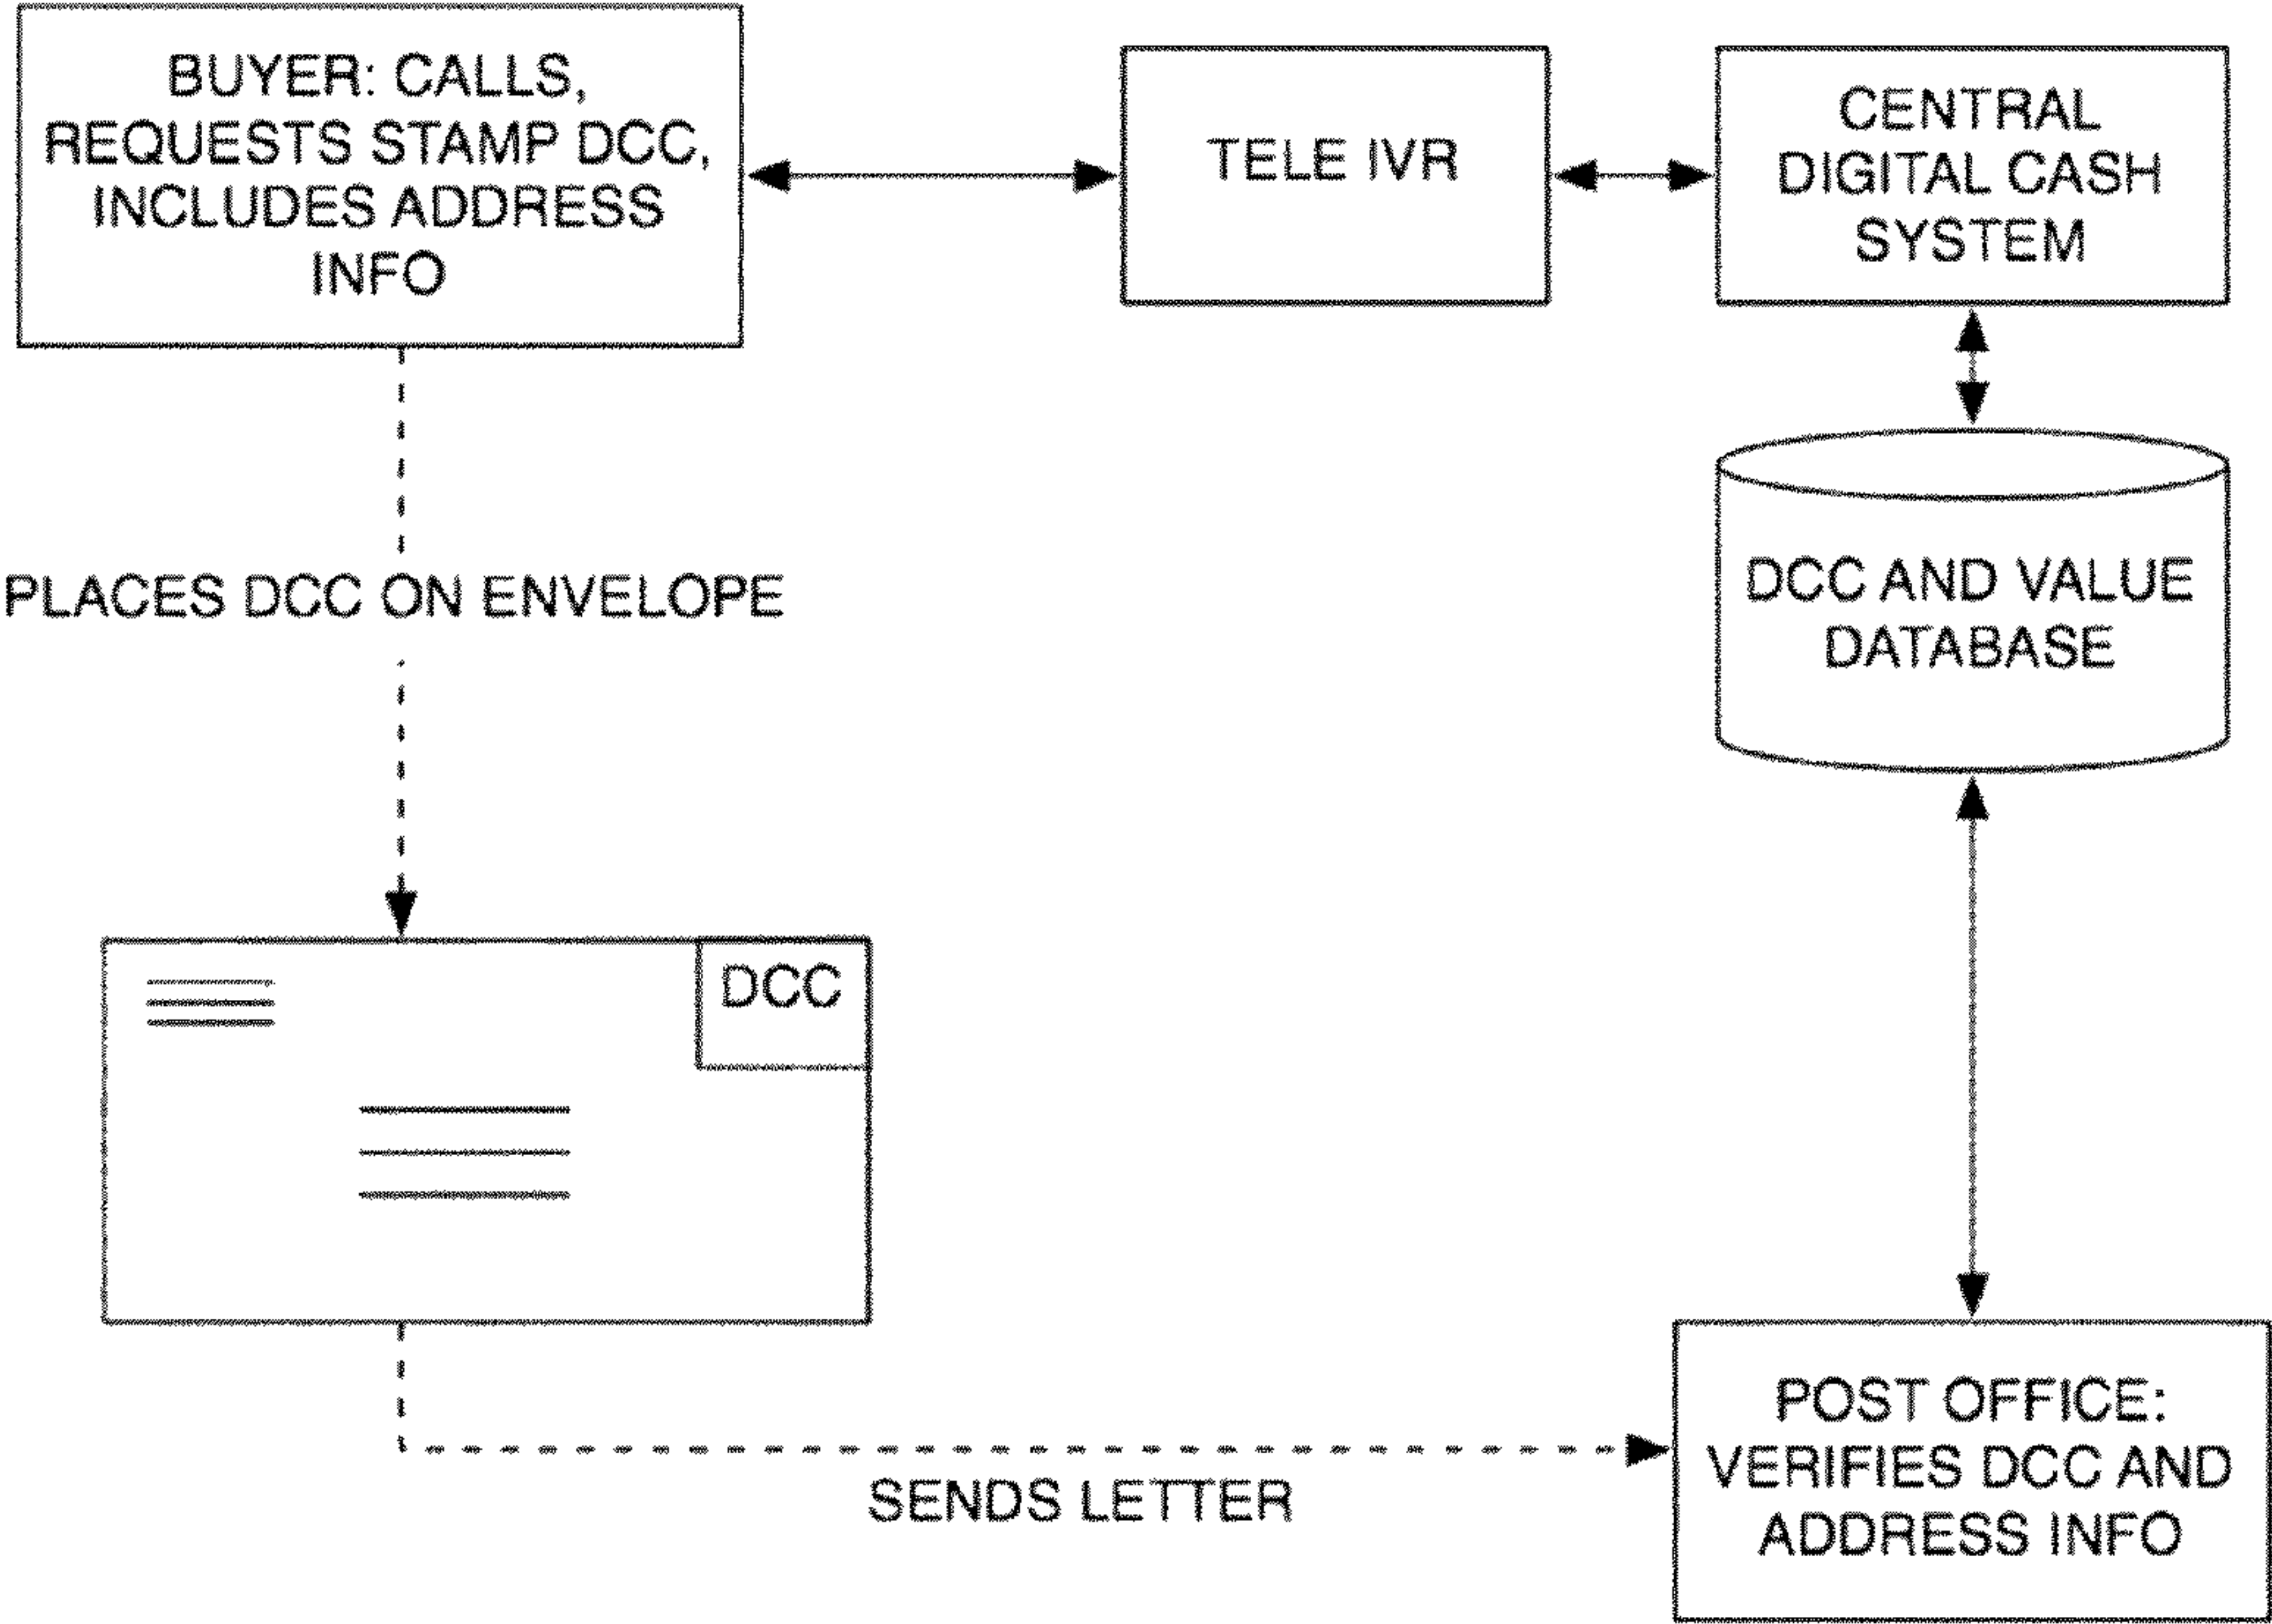 BUYER: CALLS,
REQUESTS STAMP DCC,
INCLUDES ADDRESS
INFO
TELE IVR
CENTRAL
DIGITAL CASH
SYSTEM
DCC AND VALUE
DATABASE
PLACES DCC ON ENVELOPE
DCC
SENDS LETTER
POST OFFICE:
VERIFIES DCC AND
ADDRESS INFO